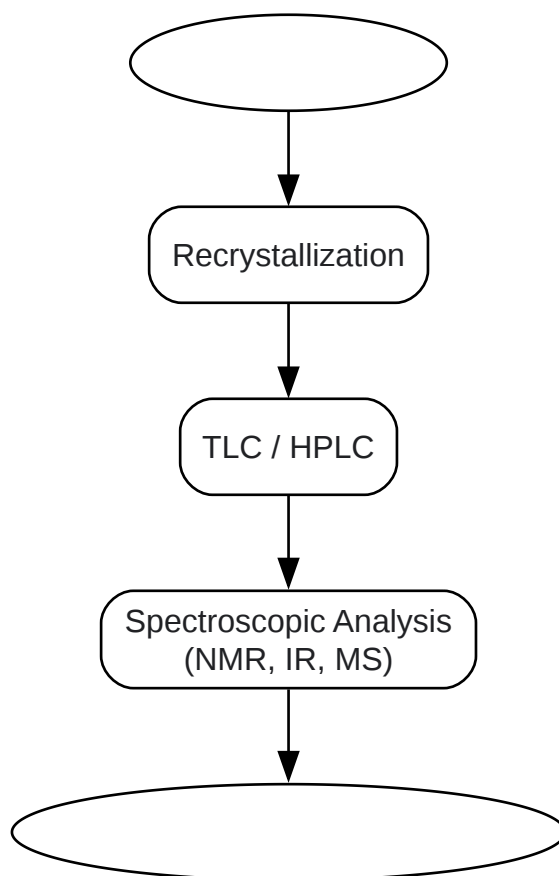 Recrystallization
TLC / HPLC
Spectroscopic Analysis
(NMR, IR, MS)